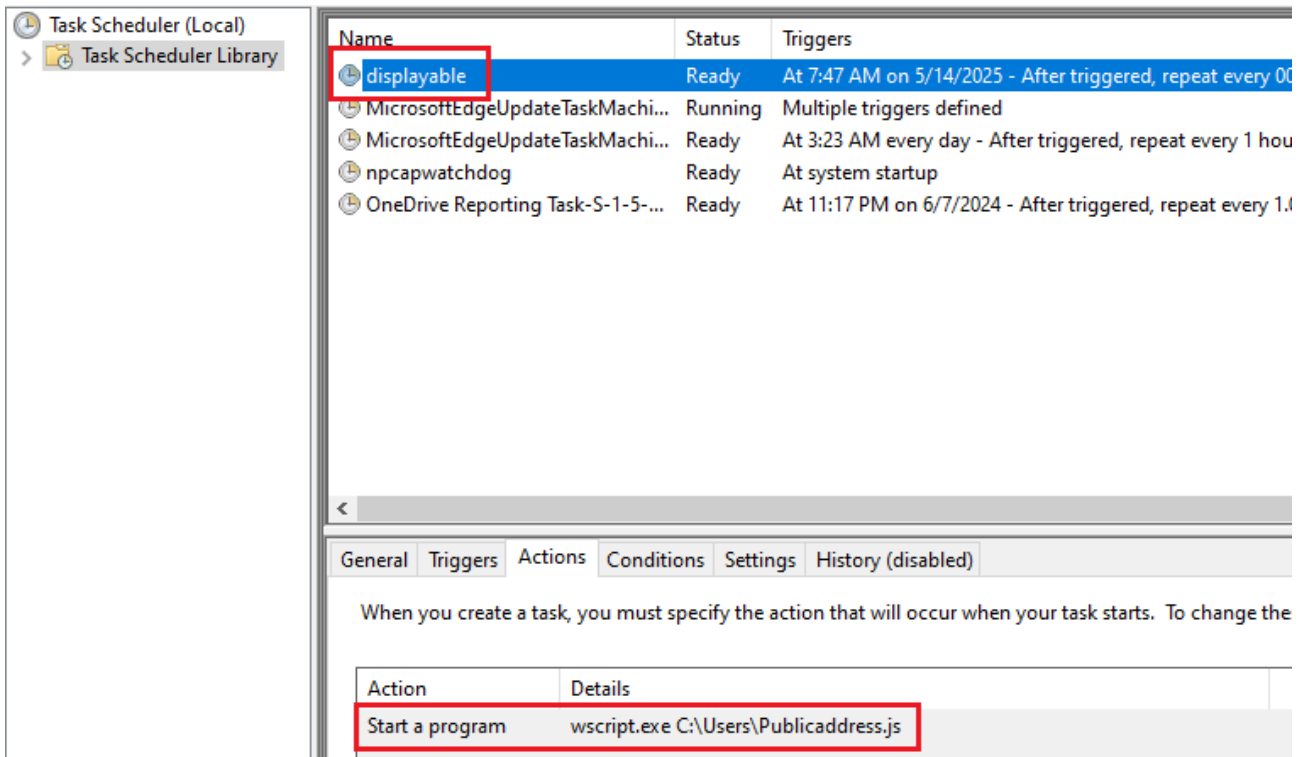 Task Scheduler (Local)
Task Scheduler Library
Name Status Triggers
displayable Ready At 7:47 AM on 5/14/2025 - After triggered, repeat every 00
MicrosoftEdgeUpdateTaskMachi... Running Multiple triggers defined
MicrosoftEdgeUpdateTaskMachi... Ready At 3:23 AM every day - After triggered, repeat every 1 hou
npcapwatchdog Ready At system startup
OneDrive Reporting Task-S-1-5-... Ready At 11:17 PM on 6/7/2024 - After triggered, repeat every 1.0
General Triggers Actions Conditions Settings History (disabled)
When you create a task, you must specify the action that will occur when your task starts. To change the
Action Details
Start a program wscript.exe C:\Users\Publicaddress.js